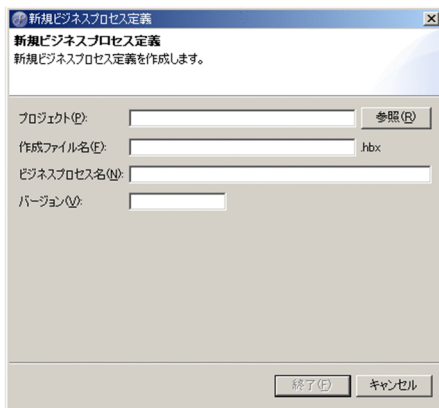 新規ビジネスプロセス定義
新規ビジネスプロセス定義
新規ビジネスプロセス定義を作成します。
プロジェクト(P): 参照(R)
作成ファイル名(F): .hbx
ビジネスプロセス名(N):
バージョン(V):
終了(F) キャンセル